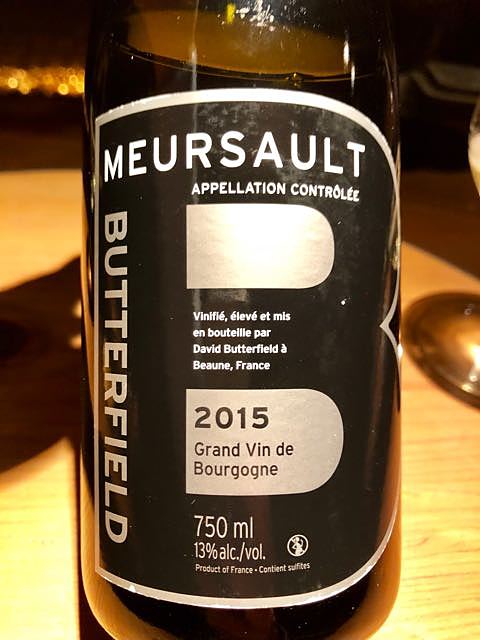 MEURSAULT
APPELLATION CONTRÔLÉE
BUTTERFIELD
Vinifié, élevé et mis
en bouteille par
David Butterfield à
Beaune, France
2015
Grand Vin de
Bourgogne
750 ml
13% alc./vol.
Product of France • Contient sulfites